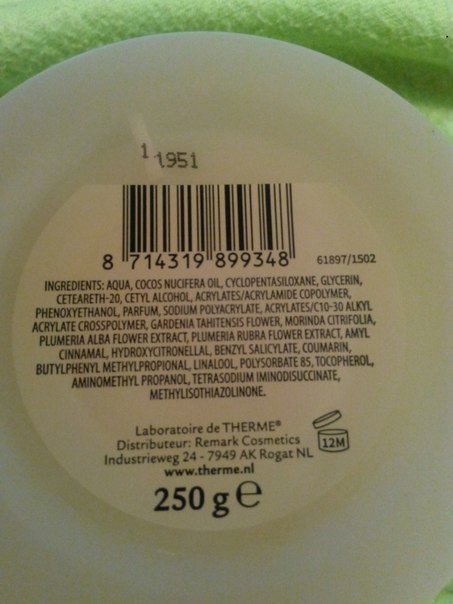 1 1951
8 714319 899348
61897/1502
INGREDIENTS: AQUA, COCOS NUCIFERA OIL, CYCLOPENTASILOXANE, GLYCERIN,
CETEARETH-20, CETYL ALCOHOL, ACRYLATES/ACRYLAMIDE COPOLYMER,
PHENOXYETHANOL, PARFUM, SODIUM POLYACRYLATE, ACRYLATES/C10-30 ALKYL
ACRYLATE CROSSPOLYMER, GARDENIA TAHITENSIS FLOWER, MORINDA CITRIFOLIA,
PLUMERIA ALBA FLOWER EXTRACT, PLUMERIA RUBRA FLOWER EXTRACT, AMYL
CINNAMAL, HYDROXYCITRONELLAL, BENZYL SALICYLATE, COUMARIN,
BUTYLPHENYL METHYLPROPIONAL, LINALOOL, POLYSORBATE 85, TOCOPHEROL,
AMINOMETHYL PROPANOL, TETRASODIUM IMINODISUCCINATE,
METHYLISOTHIAZOLINONE.
Laboratoire de THERME®
Distributeur: Remark Cosmetics
Industrieweg 24 - 7949 AK Rogat NL
www.therme.nl
12M
250 g ℮